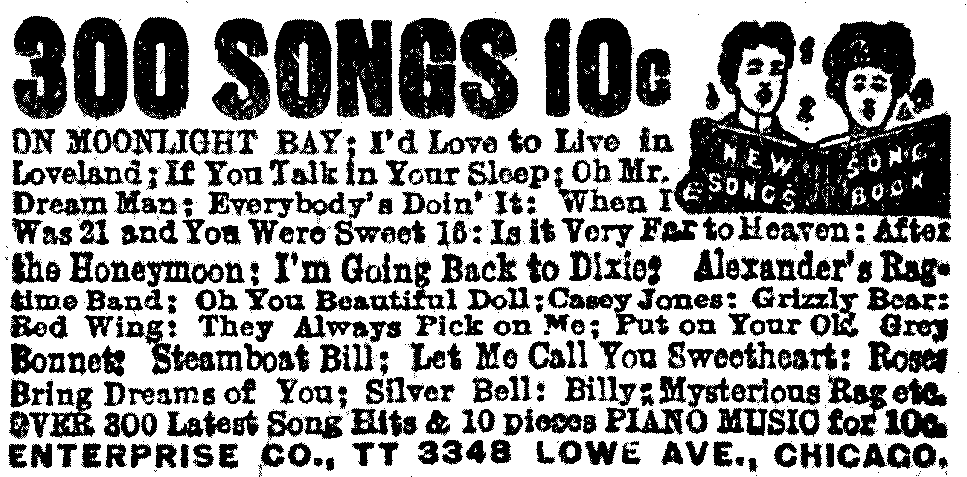 300 SONGS 10c
ON MOONLIGHT BAY; I'd Love to Live in
Loveland; If You Talk in Your Sleep; Oh Mr.
Dream Man; Everybody's Doin' It; When I
Was 21 and You Were Sweet 16: Is it Very Far to Heaven: After
the Honeymoon; I'm Going Back to Dixie; Alexander's Rag-
time Band; Oh You Beautiful Doll; Casey Jones: Grizzly Bear:
Red Wing: They Always Pick on Me; Put on Your Old Grey
Bonnet; Steamboat Bill; Let Me Call You Sweetheart: Roses
Bring Dreams of You; Silver Bell: Billy; Mysterious Rag etc.
OVER 300 Latest Song Hits & 10 pieces PIANO MUSIC for 10c.
ENTERPRISE CO., TT 3348 LOWE AVE., CHICAGO.
NEW
SONGS
SONG
BOOK